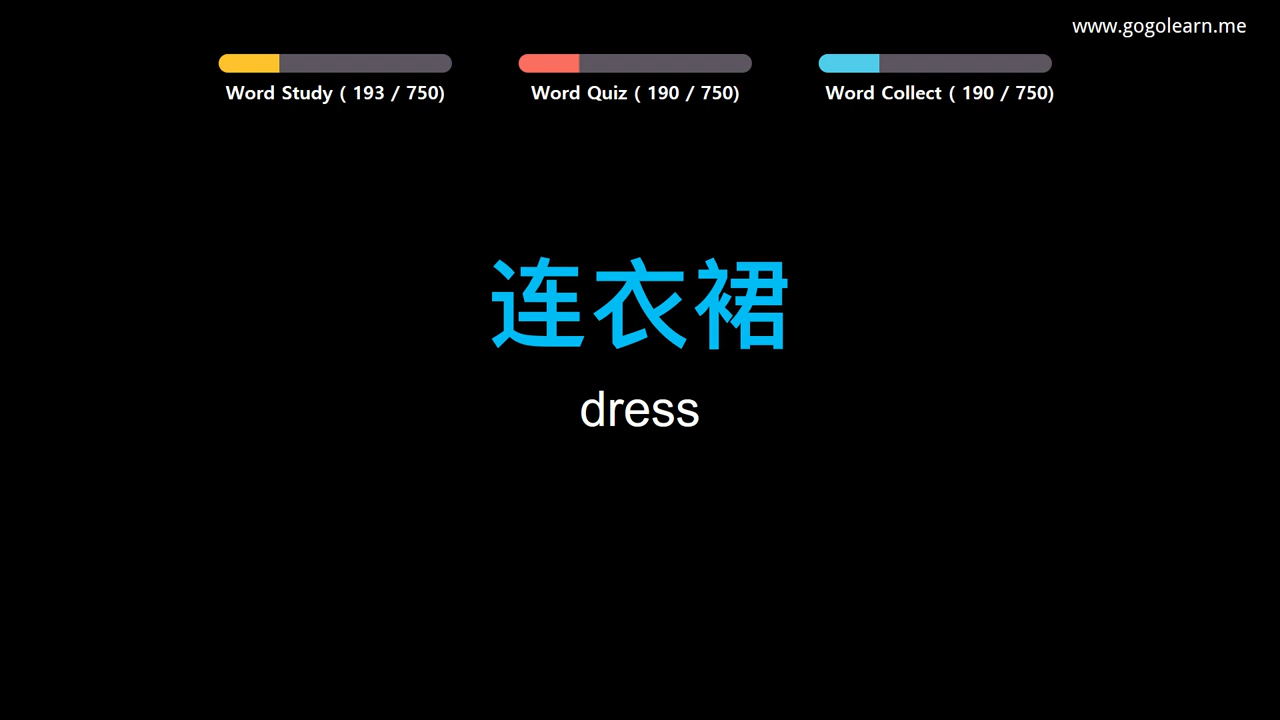 www.gogolearn.me
Word Study ( 193 / 750)
Word Quiz ( 190 / 750)
Word Collect ( 190 / 750)
连衣裙
dress